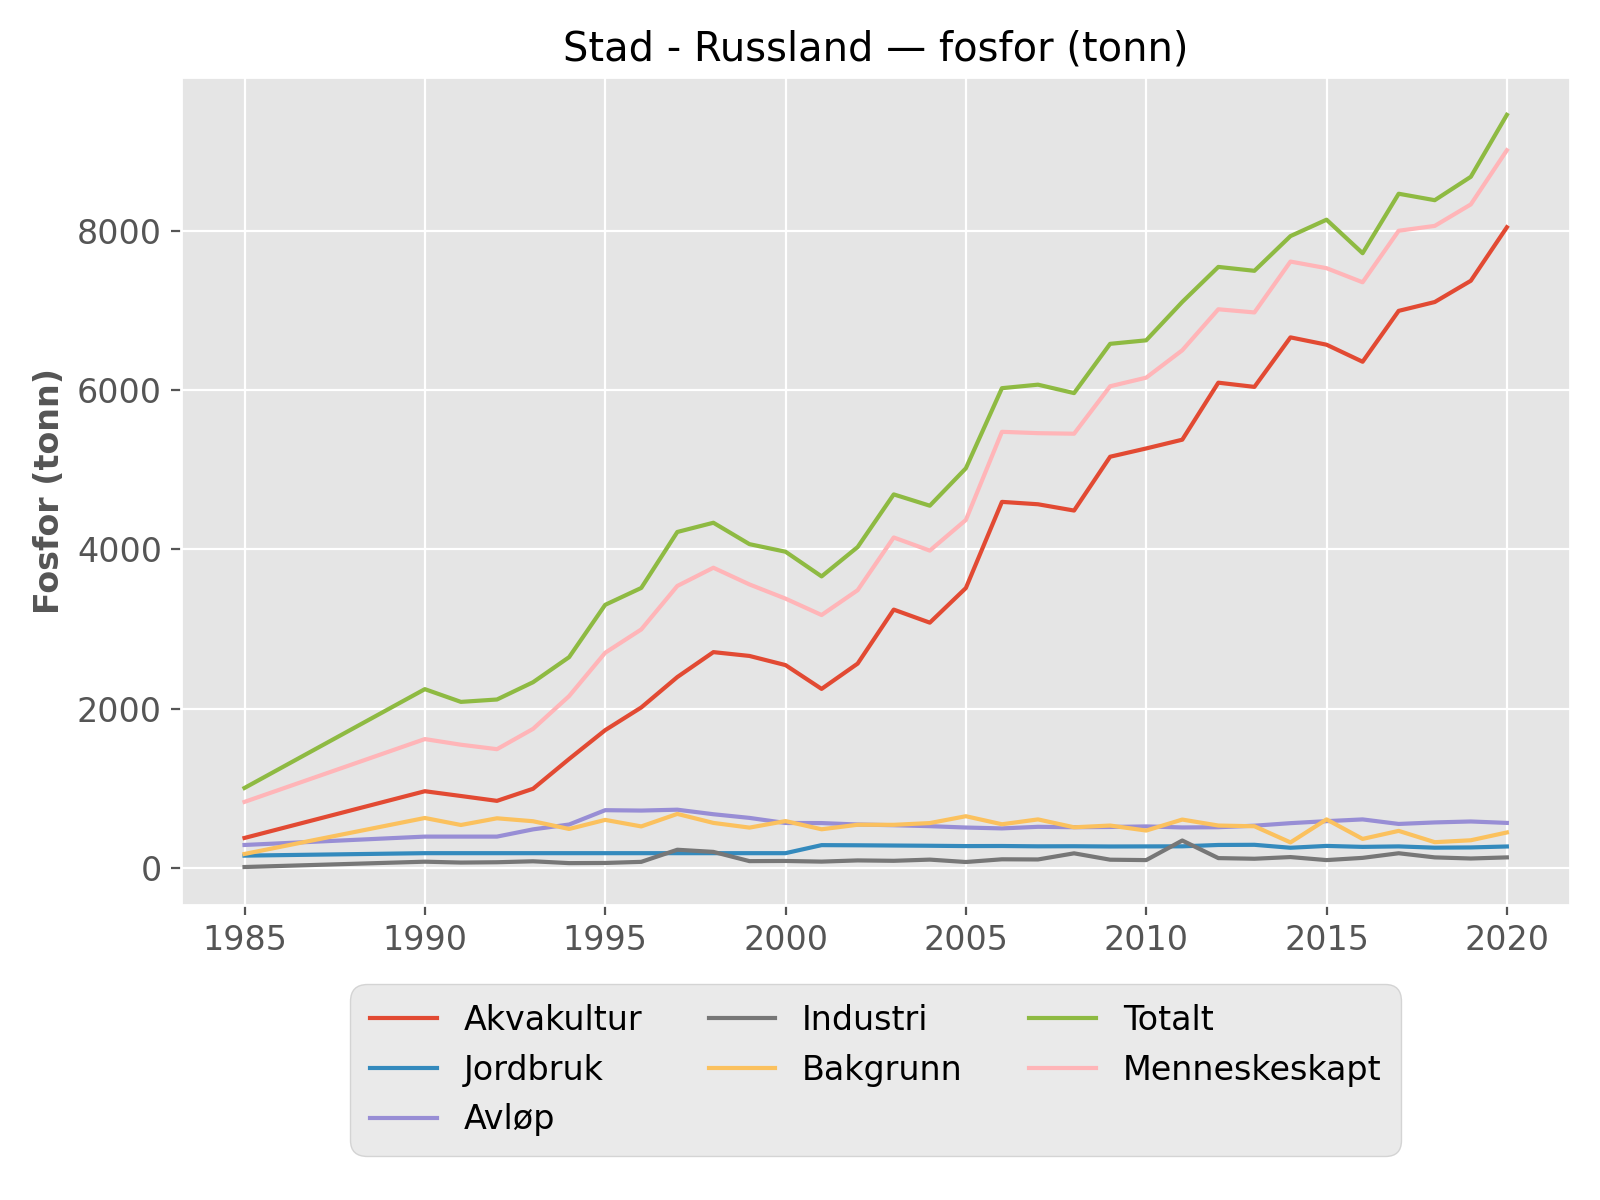 Stad - Russland — fosfor (tonn)
Fosfor (tonn)
8000
6000
4000
2000
0
1985 1990 1995 2000 2005 2010 2015 2020
Akvakultur Industri Totalt
Jordbruk Bakgrunn Menneskeskapt
Avløp